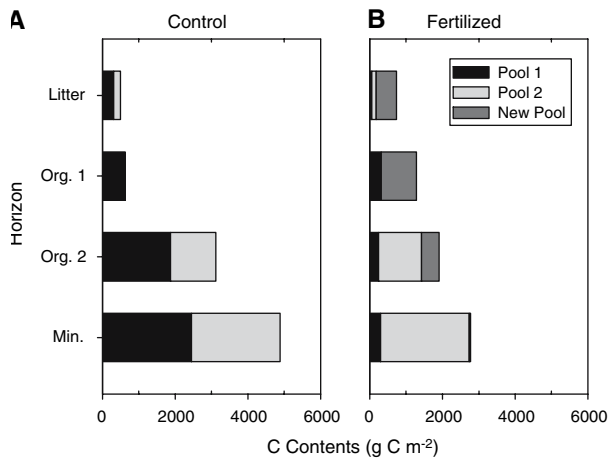 A
Control
B
Fertilized
Pool 1
Pool 2
New Pool
Horizon
Litter
Org. 1
Org. 2
Min.
0 2000 4000 6000
0 2000 4000 6000
C Contents (g C m-2)